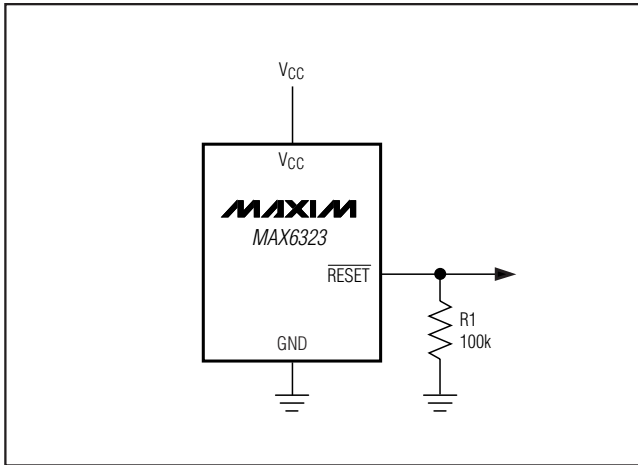 VCC
VCC
MAXIM
MAX6323
RESET
R1
100k
GND